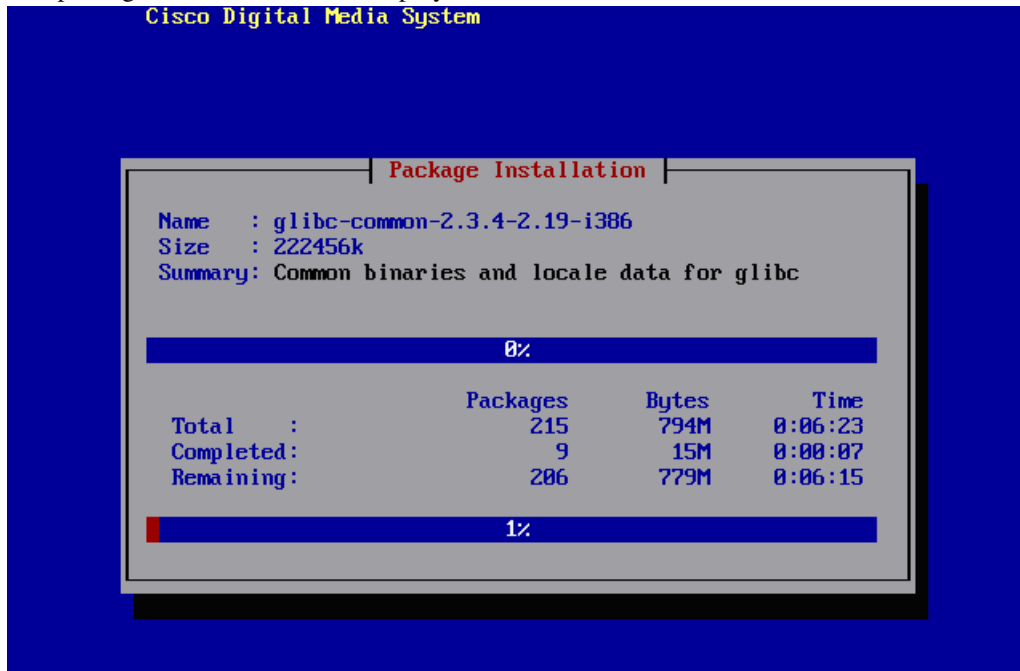 Cisco Digital Media System
Package Installation
Name : glibc-common-2.3.4-2.19-i386
Size : 222456k
Summary: Common binaries and locale data for glibc
0%
Packages Bytes Time
Total : 215 794M 0:06:23
Completed: 9 15M 0:00:07
Remaining: 206 779M 0:06:15
1%